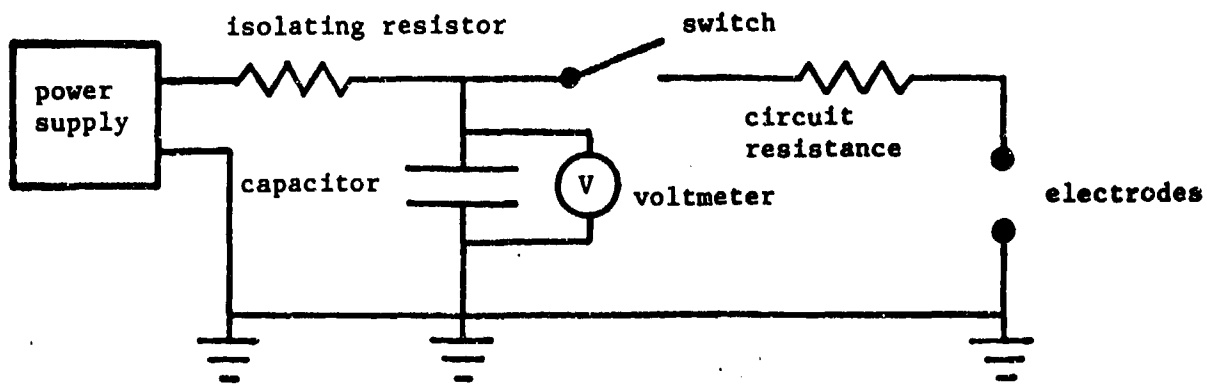 isolating resistor
switch
power
supply
circuit
resistance
capacitor
V
voltmeter
electrodes